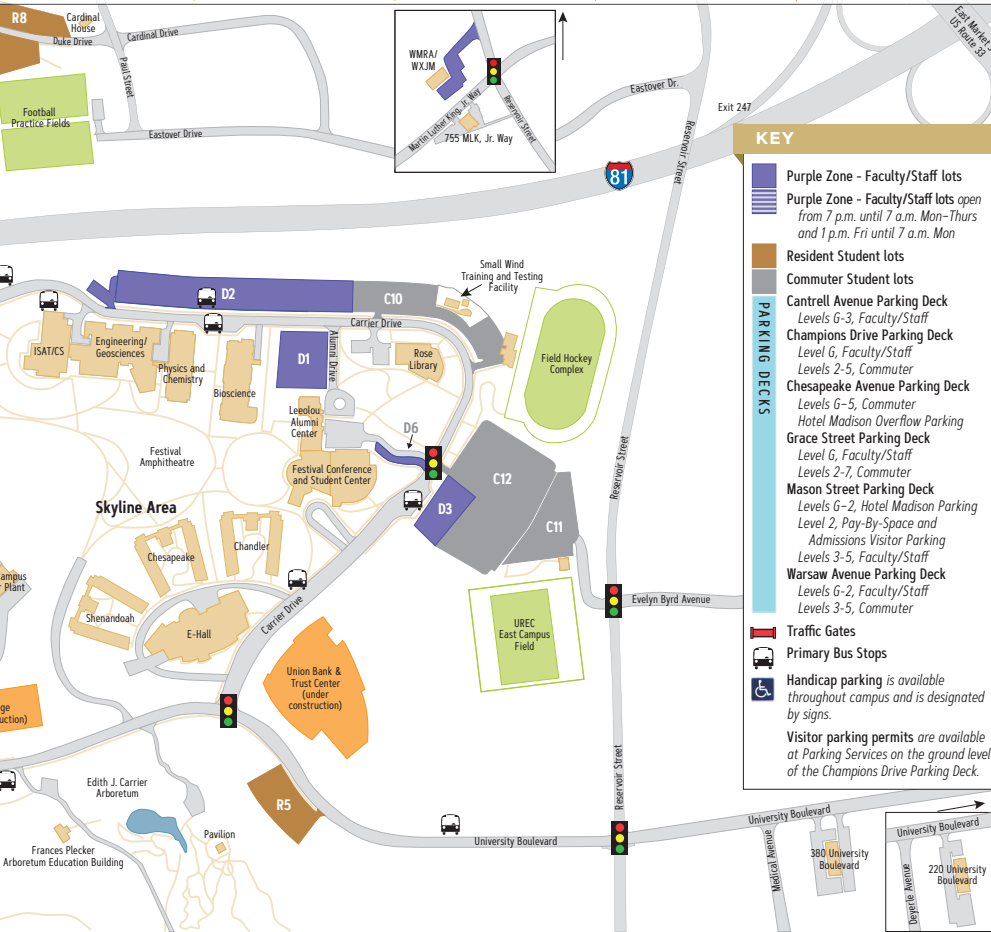 R8
Cardinal
House
Duke Drive
Cardinal Drive
Paul Street
Football
Practice Fields
Eastover Drive
WMRA/
WXJM
Martin Luther King, Jr. Way
Reservoir Street
755 MLK, Jr. Way
Eastover Dr.
Exit 247
East Market
US Route 33
Reservoir Street
81
KEY
Purple Zone - Faculty/Staff lots
Purple Zone - Faculty/Staff lots open
from 7 p.m. until 7 a.m. Mon-Thurs
and 1 p.m. Fri until 7 a.m. Mon
Resident Student lots
Commuter Student lots
PARKING DECKS
Cantrell Avenue Parking Deck
Levels G-3, Faculty/Staff
Champions Drive Parking Deck
Level G, Faculty/Staff
Levels 2-5, Commuter
Chesapeake Avenue Parking Deck
Levels G-5, Commuter
Hotel Madison Overflow Parking
Grace Street Parking Deck
Level G, Faculty/Staff
Levels 2-7, Commuter
Mason Street Parking Deck
Levels G-2, Hotel Madison Parking
Level 2, Pay-By-Space and
Admissions Visitor Parking
Levels 3-5, Faculty/Staff
Warsaw Avenue Parking Deck
Levels G-2, Faculty/Staff
Levels 3-5, Commuter
Traffic Gates
Primary Bus Stops
Handicap parking is available
throughout campus and is designated
by signs.
Visitor parking permits are available
at Parking Services on the ground level
of the Champions Drive Parking Deck.
Small Wind
Training and Testing
Facility
D2
C10
Carrier Drive
ISAT/CS
Engineering/
Geosciences
Physics and
Chemistry
Bioscience
D1
Alumni Drive
Rose
Library
Field Hockey
Complex
Leeolou
Alumni
Center
D6
Festival
Amphitheatre
Festival Conference
and Student Center
C12
D3
C11
Reservoir Street
Skyline Area
Chesapeake
Chandler
ampus
r Plant
Shenandoah
E-Hall
Carrier Drive
Evelyn Byrd Avenue
UREC
East Campus
Field
Union Bank &
Trust Center
(under
construction)
ge
uction)
Reservoir Street
Edith J. Carrier
Arboretum
R5
Pavilion
Frances Plecker
Arboretum Education Building
University Boulevard
University Boulevard
Medical Avenue
380 University
Boulevard
University Boulevard
Deyerle Avenue
220 University
Boulevard